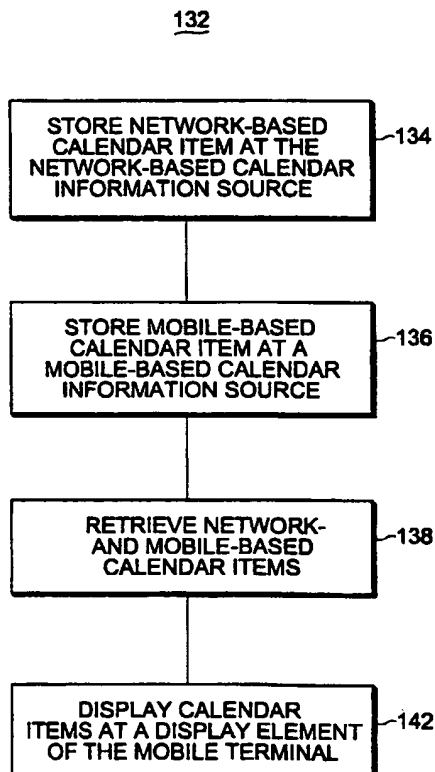 132
STORE NETWORK-BASED
CALENDAR ITEM AT THE
NETWORK-BASED CALENDAR
INFORMATION SOURCE
134
STORE MOBILE-BASED
CALENDAR ITEM AT A
MOBILE-BASED CALENDAR
INFORMATION SOURCE
136
RETRIEVE NETWORK-
AND MOBILE-BASED
CALENDAR ITEMS
138
DISPLAY CALENDAR
ITEMS AT A DISPLAY ELEMENT
OF THE MOBILE TERMINAL
142